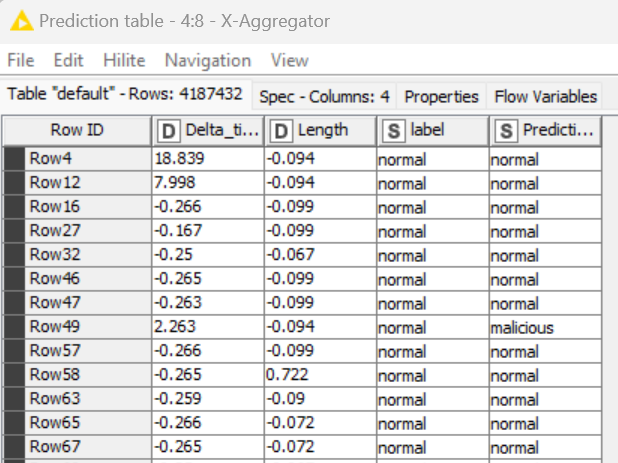 Prediction table - 4:8 - X-Aggregator
File Edit Hilite Navigation View
Table "default" - Rows: 4187432 Spec - Columns: 4 Properties Flow Variables
Row ID D Delta_ti... D Length S label S Predicti...
Row4 18.839 -0.094 normal normal
Row12 7.998 -0.094 normal normal
Row16 -0.266 -0.099 normal normal
Row27 -0.167 -0.099 normal normal
Row32 -0.25 -0.067 normal normal
Row46 -0.265 -0.099 normal normal
Row47 -0.263 -0.099 normal normal
Row49 2.263 -0.094 normal malicious
Row57 -0.266 -0.099 normal normal
Row58 -0.265 0.722 normal normal
Row63 -0.259 -0.09 normal normal
Row65 -0.266 -0.072 normal normal
Row67 -0.265 -0.072 normal normal